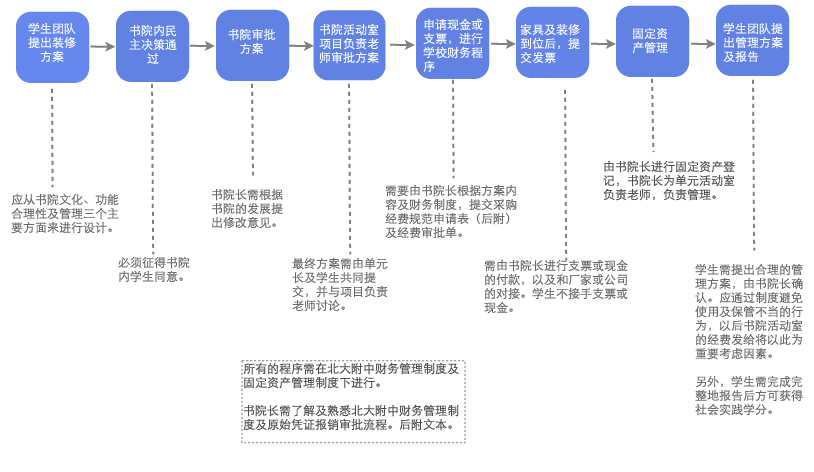 学生团队
提出装修
方案
书院内民
主决策通
过
书院审批
方案
书院活动室
项目负责老
师审批方案
申请现金或
支票，进行
学校财务程
序
家具及装修
到位后，提
交发票
固定资
产管理
学生团队提
出管理方案
及报告
应从书院文化、功能
合理性及管理三个主
要方面来进行设计。
必须征得书院
内学生同意。
书院长需根据
书院的发展提
出修改意见。
最终方案需由单元
长及学生共同提
交，并与项目负责
老师讨论。
需要由书院长根据方案内
容及财务制度，提交采购
经费规范申请表（后附）
及经费审批单。
需由书院长进行支票或现金
的付款，以及和厂家或公司
的对接。学生不接手支票或
现金。
由书院长进行固定资产登
记，书院长为单元活动室
负责老师，负责管理。
学生需提出合理的管
理方案，由书院长确
认。应通过制度避免
使用及保管不当的行
为，以后书院活动室
的经费发给将以此为
重要考虑因素。
另外，学生需完成完
整地报告后方可获得
社会实践学分。
所有的程序需在北大附中财务管理制度及
固定资产管理制度下进行。
书院长需了解及熟悉北大附中财务管理制
度及原始凭证报销审批流程。后附文本。